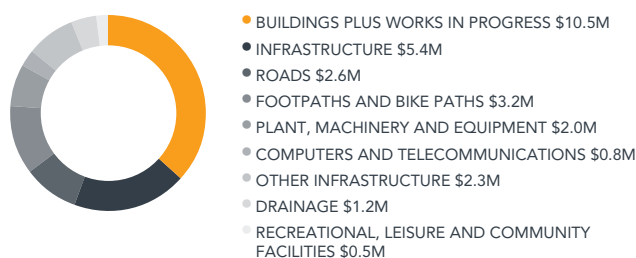 BUILDINGS PLUS WORKS IN PROGRESS $10.5M
INFRASTRUCTURE $5.4M
ROADS $2.6M
FOOTPATHS AND BIKE PATHS $3.2M
PLANT, MACHINERY AND EQUIPMENT $2.0M
COMPUTERS AND TELECOMMUNICATIONS $0.8M
OTHER INFRASTRUCTURE $2.3M
DRAINAGE $1.2M
RECREATIONAL, LEISURE AND COMMUNITY
FACILITIES $0.5M